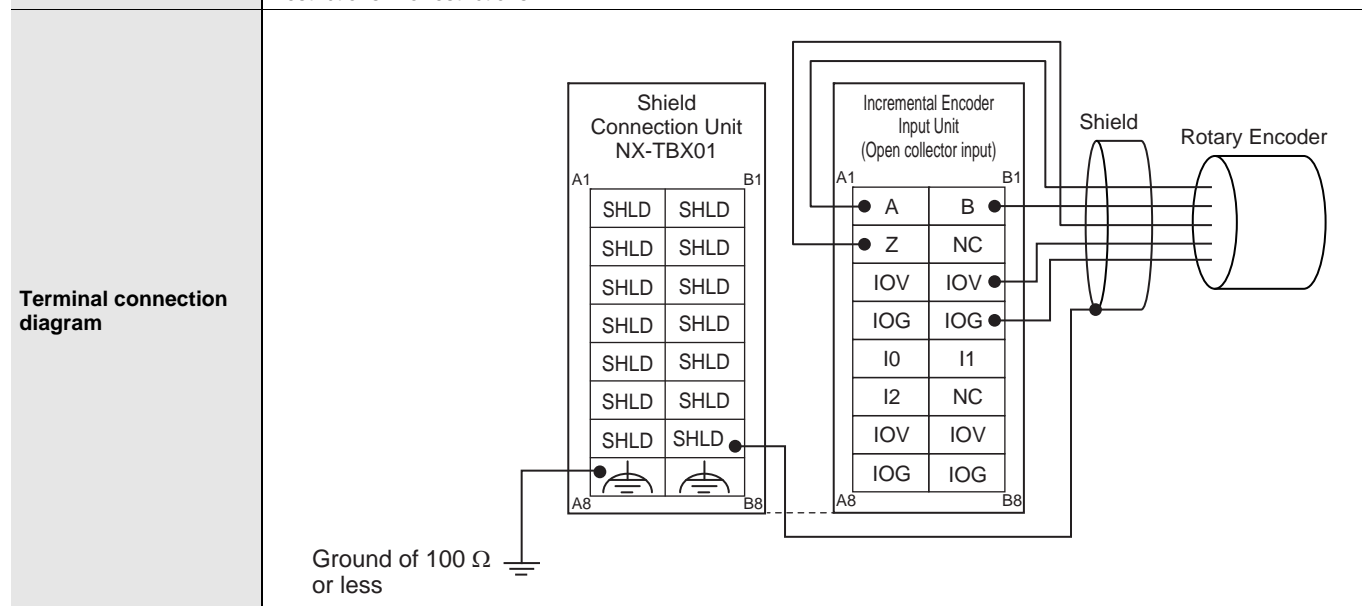 Terminal connection
diagram
Shield
Connection Unit
NX-TBX01
A1 B1
SHLD SHLD
SHLD SHLD
SHLD SHLD
SHLD SHLD
SHLD SHLD
SHLD SHLD
SHLD SHLD
A8 B8
Ground of 100 Ω
or less
Incremental Encoder
Input Unit
(Open collector input)
A1 B1
A B
Z NC
IOV IOV
IOG IOG
I0 I1
I2 NC
IOV IOV
IOG IOG
A8 B8
Shield
Rotary Encoder